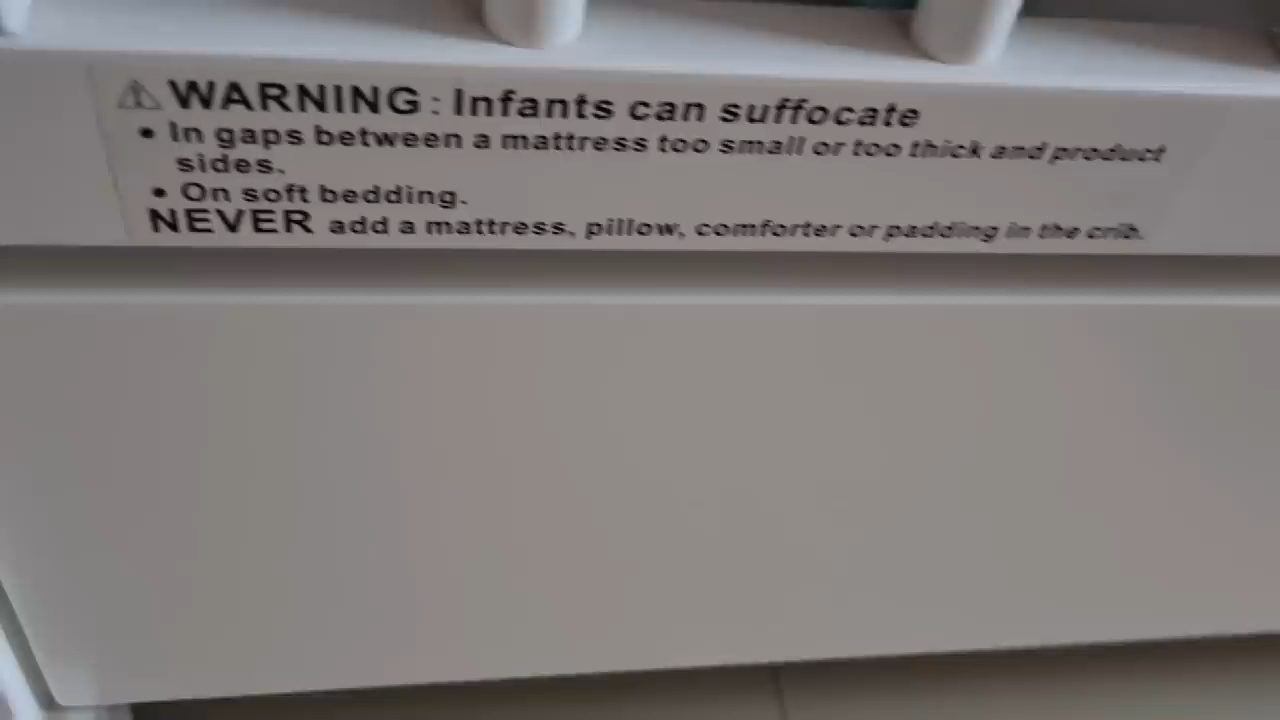 ⚠ WARNING: Infants can suffocate
• In gaps between a mattress too small or too thick and product
sides.
• On soft bedding.
NEVER add a mattress, pillow, comforter or padding in the crib.